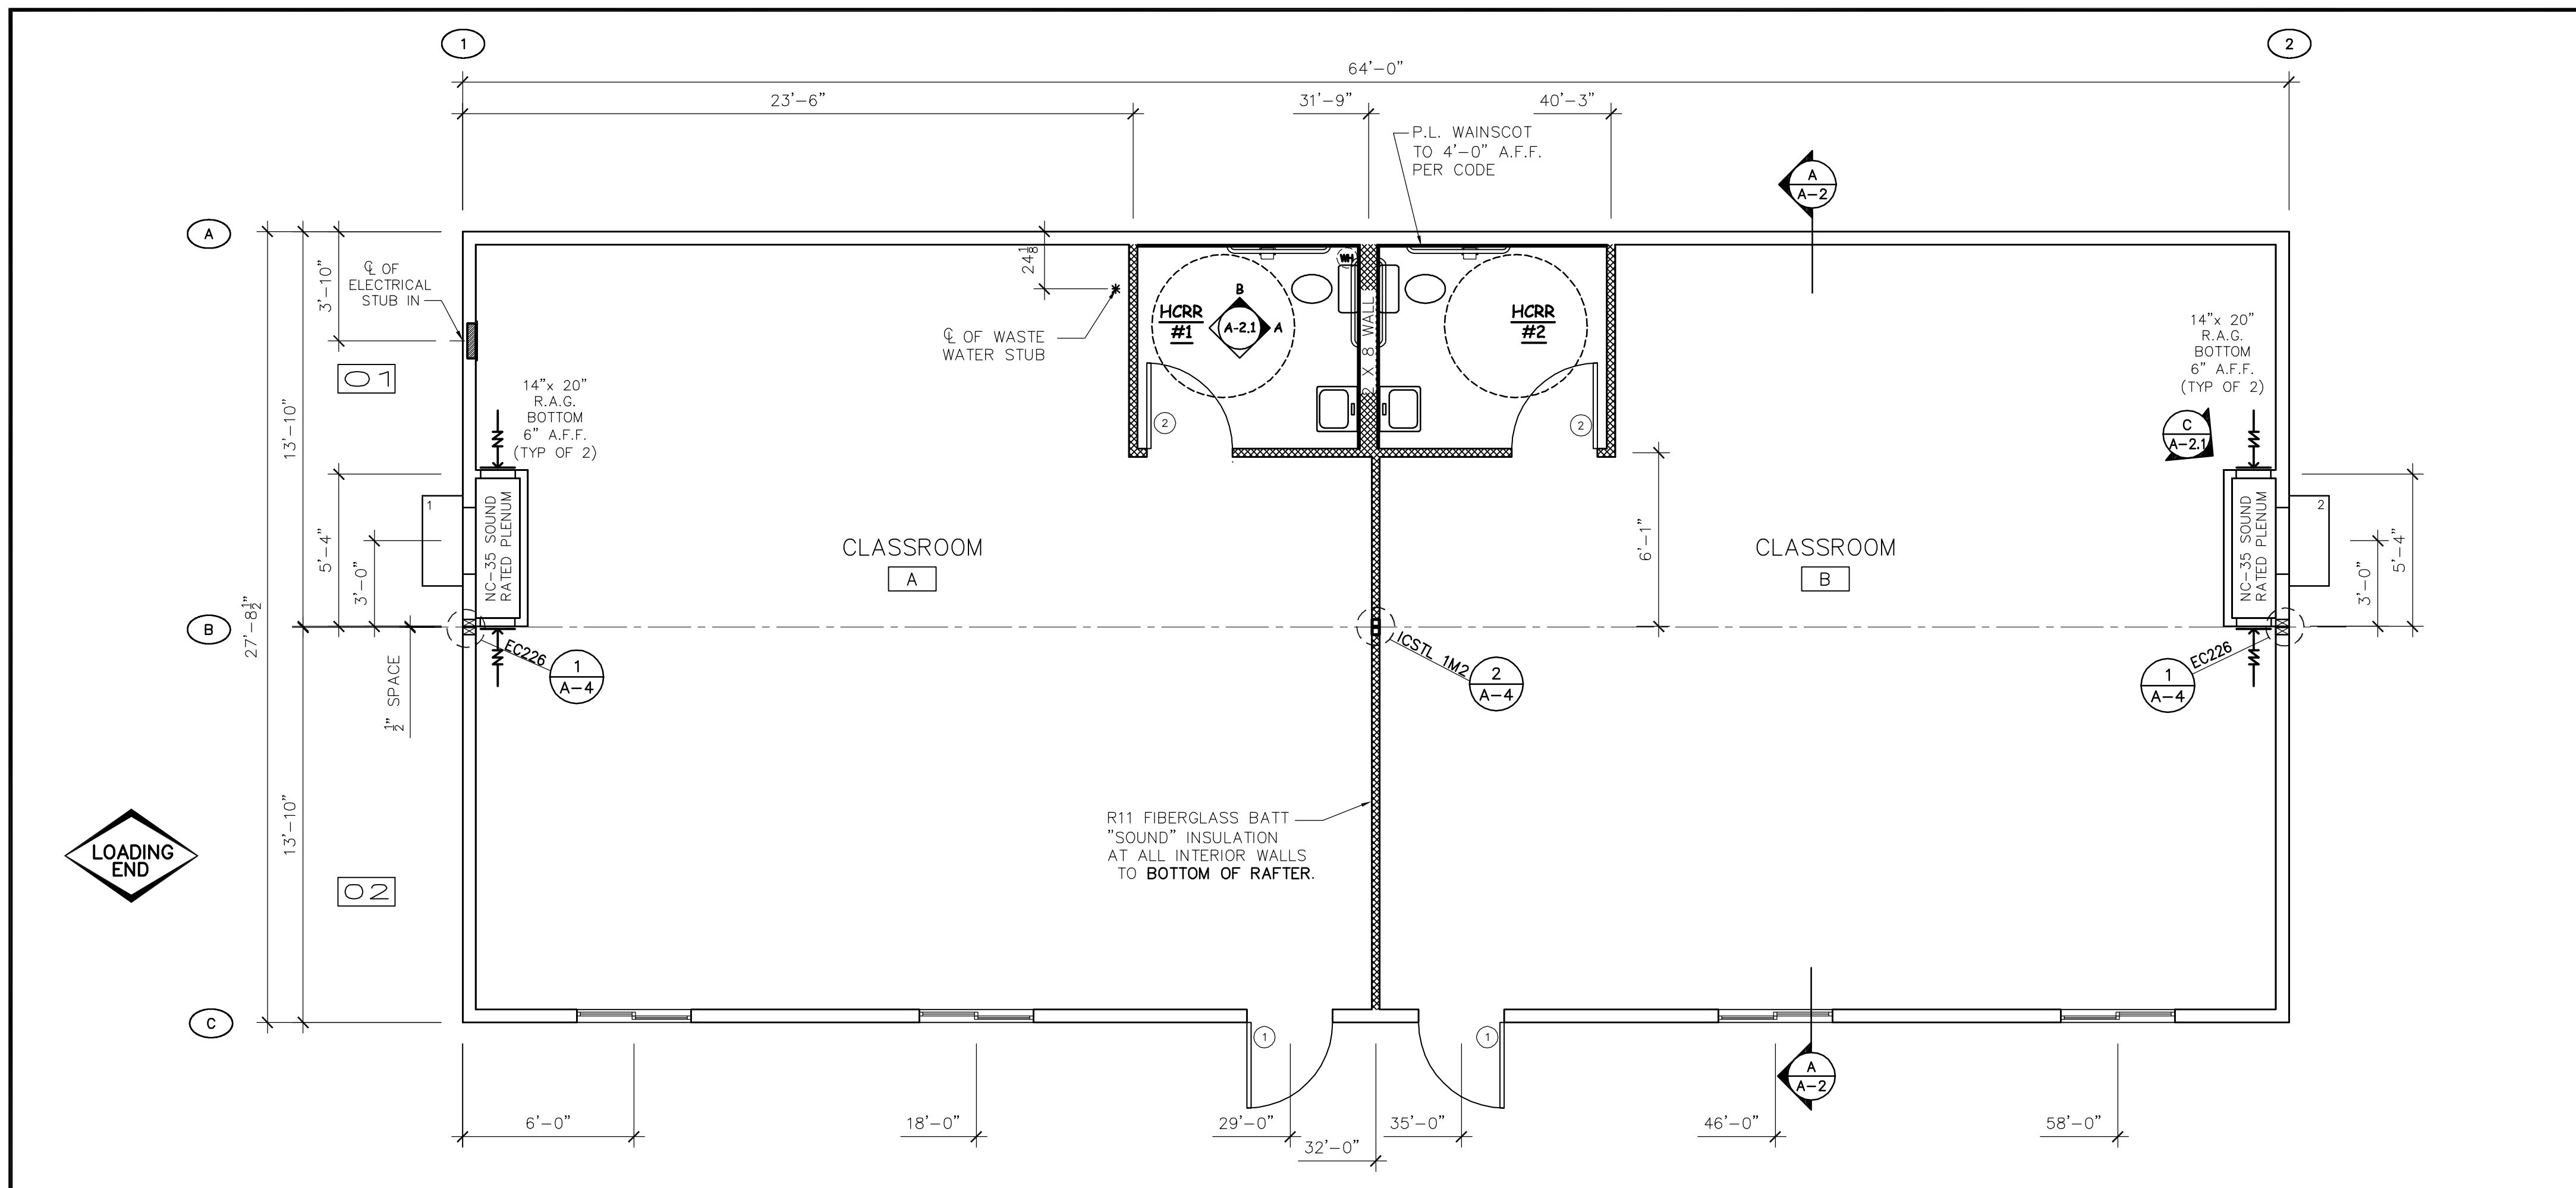 1
2
64'-0"
23'-6"
31'-9"
40'-3"
P.L. WAINSCOT
TO 4'-0" A.F.F.
PER CODE
A
A-2
A
3'-10"
℄ OF
ELECTRICAL
STUB IN
24⅛
℄ OF WASTE
WATER STUB
HCRR
#1
B
A-2.1
A
WH
2 X 8 WALL
HCRR
#2
14"x 20"
R.A.G.
BOTTOM
6" A.F.F.
(TYP OF 2)
01
13'-10"
14"x 20"
R.A.G.
BOTTOM
6" A.F.F.
(TYP OF 2)
2
2
C
A-2.1
1
NC-35 SOUND
RATED PLENUM
5'-4"
3'-0"
CLASSROOM
A
6'-1"
CLASSROOM
B
NC-35 SOUND
RATED PLENUM
2
3'-0"
5'-4"
B
27'-8½"
½" SPACE
EC226
1
A-4
ICSTL 1M2
2
A-4
EC226
1
A-4
13'-10"
R11 FIBERGLASS BATT
"SOUND" INSULATION
AT ALL INTERIOR WALLS
TO BOTTOM OF RAFTER.
LOADING
END
02
C
1
1
A
A-2
6'-0"
18'-0"
29'-0"
32'-0"
35'-0"
46'-0"
58'-0"